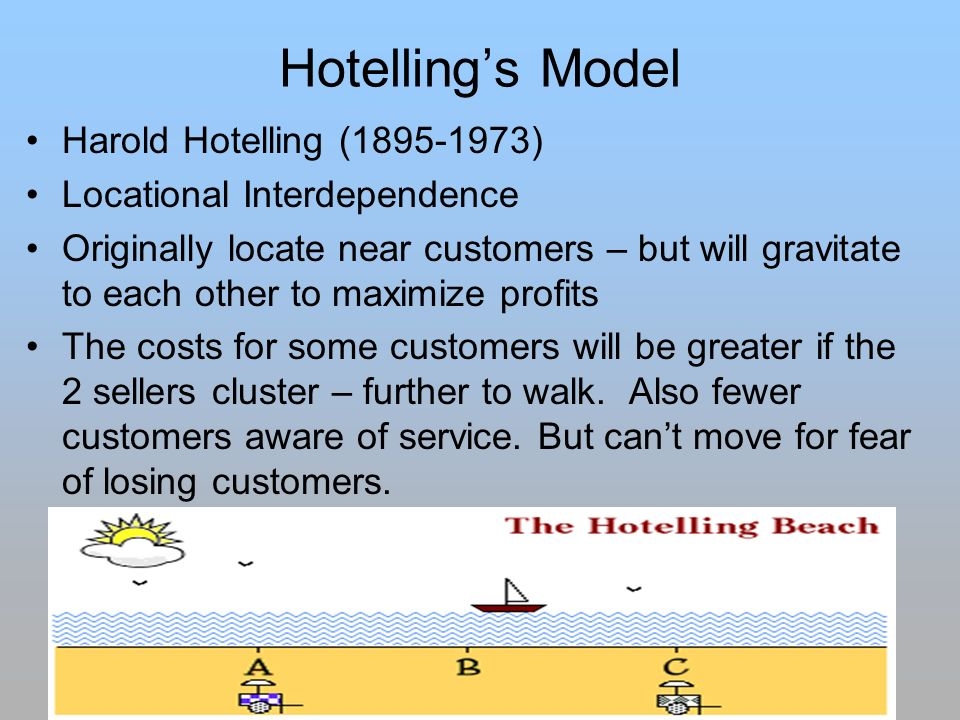 Hotelling’s Model
• Harold Hotelling (1895-1973)
• Locational Interdependence
• Originally locate near customers – but will gravitate
to each other to maximize profits
• The costs for some customers will be greater if the
2 sellers cluster – further to walk.  Also fewer
customers aware of service.  But can’t move for fear
of losing customers.
The Hotelling Beach
A B C